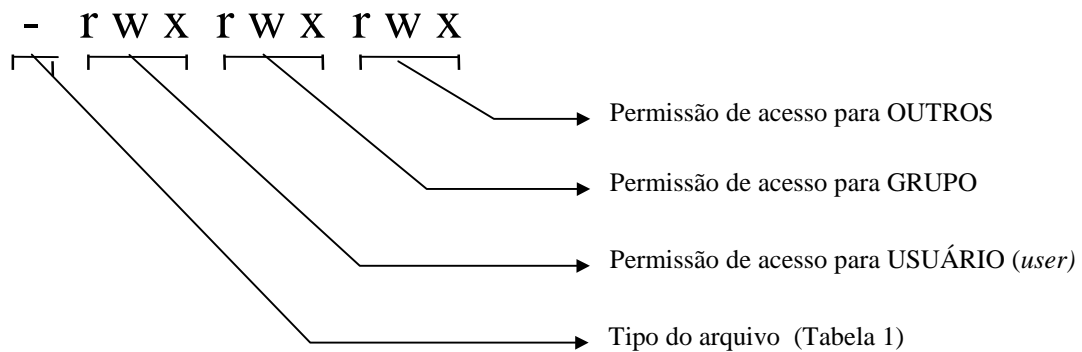 - r w x r w x r w x
Permissão de acesso para OUTROS
Permissão de acesso para GRUPO
Permissão de acesso para USUÁRIO (user)
Tipo do arquivo (Tabela 1)